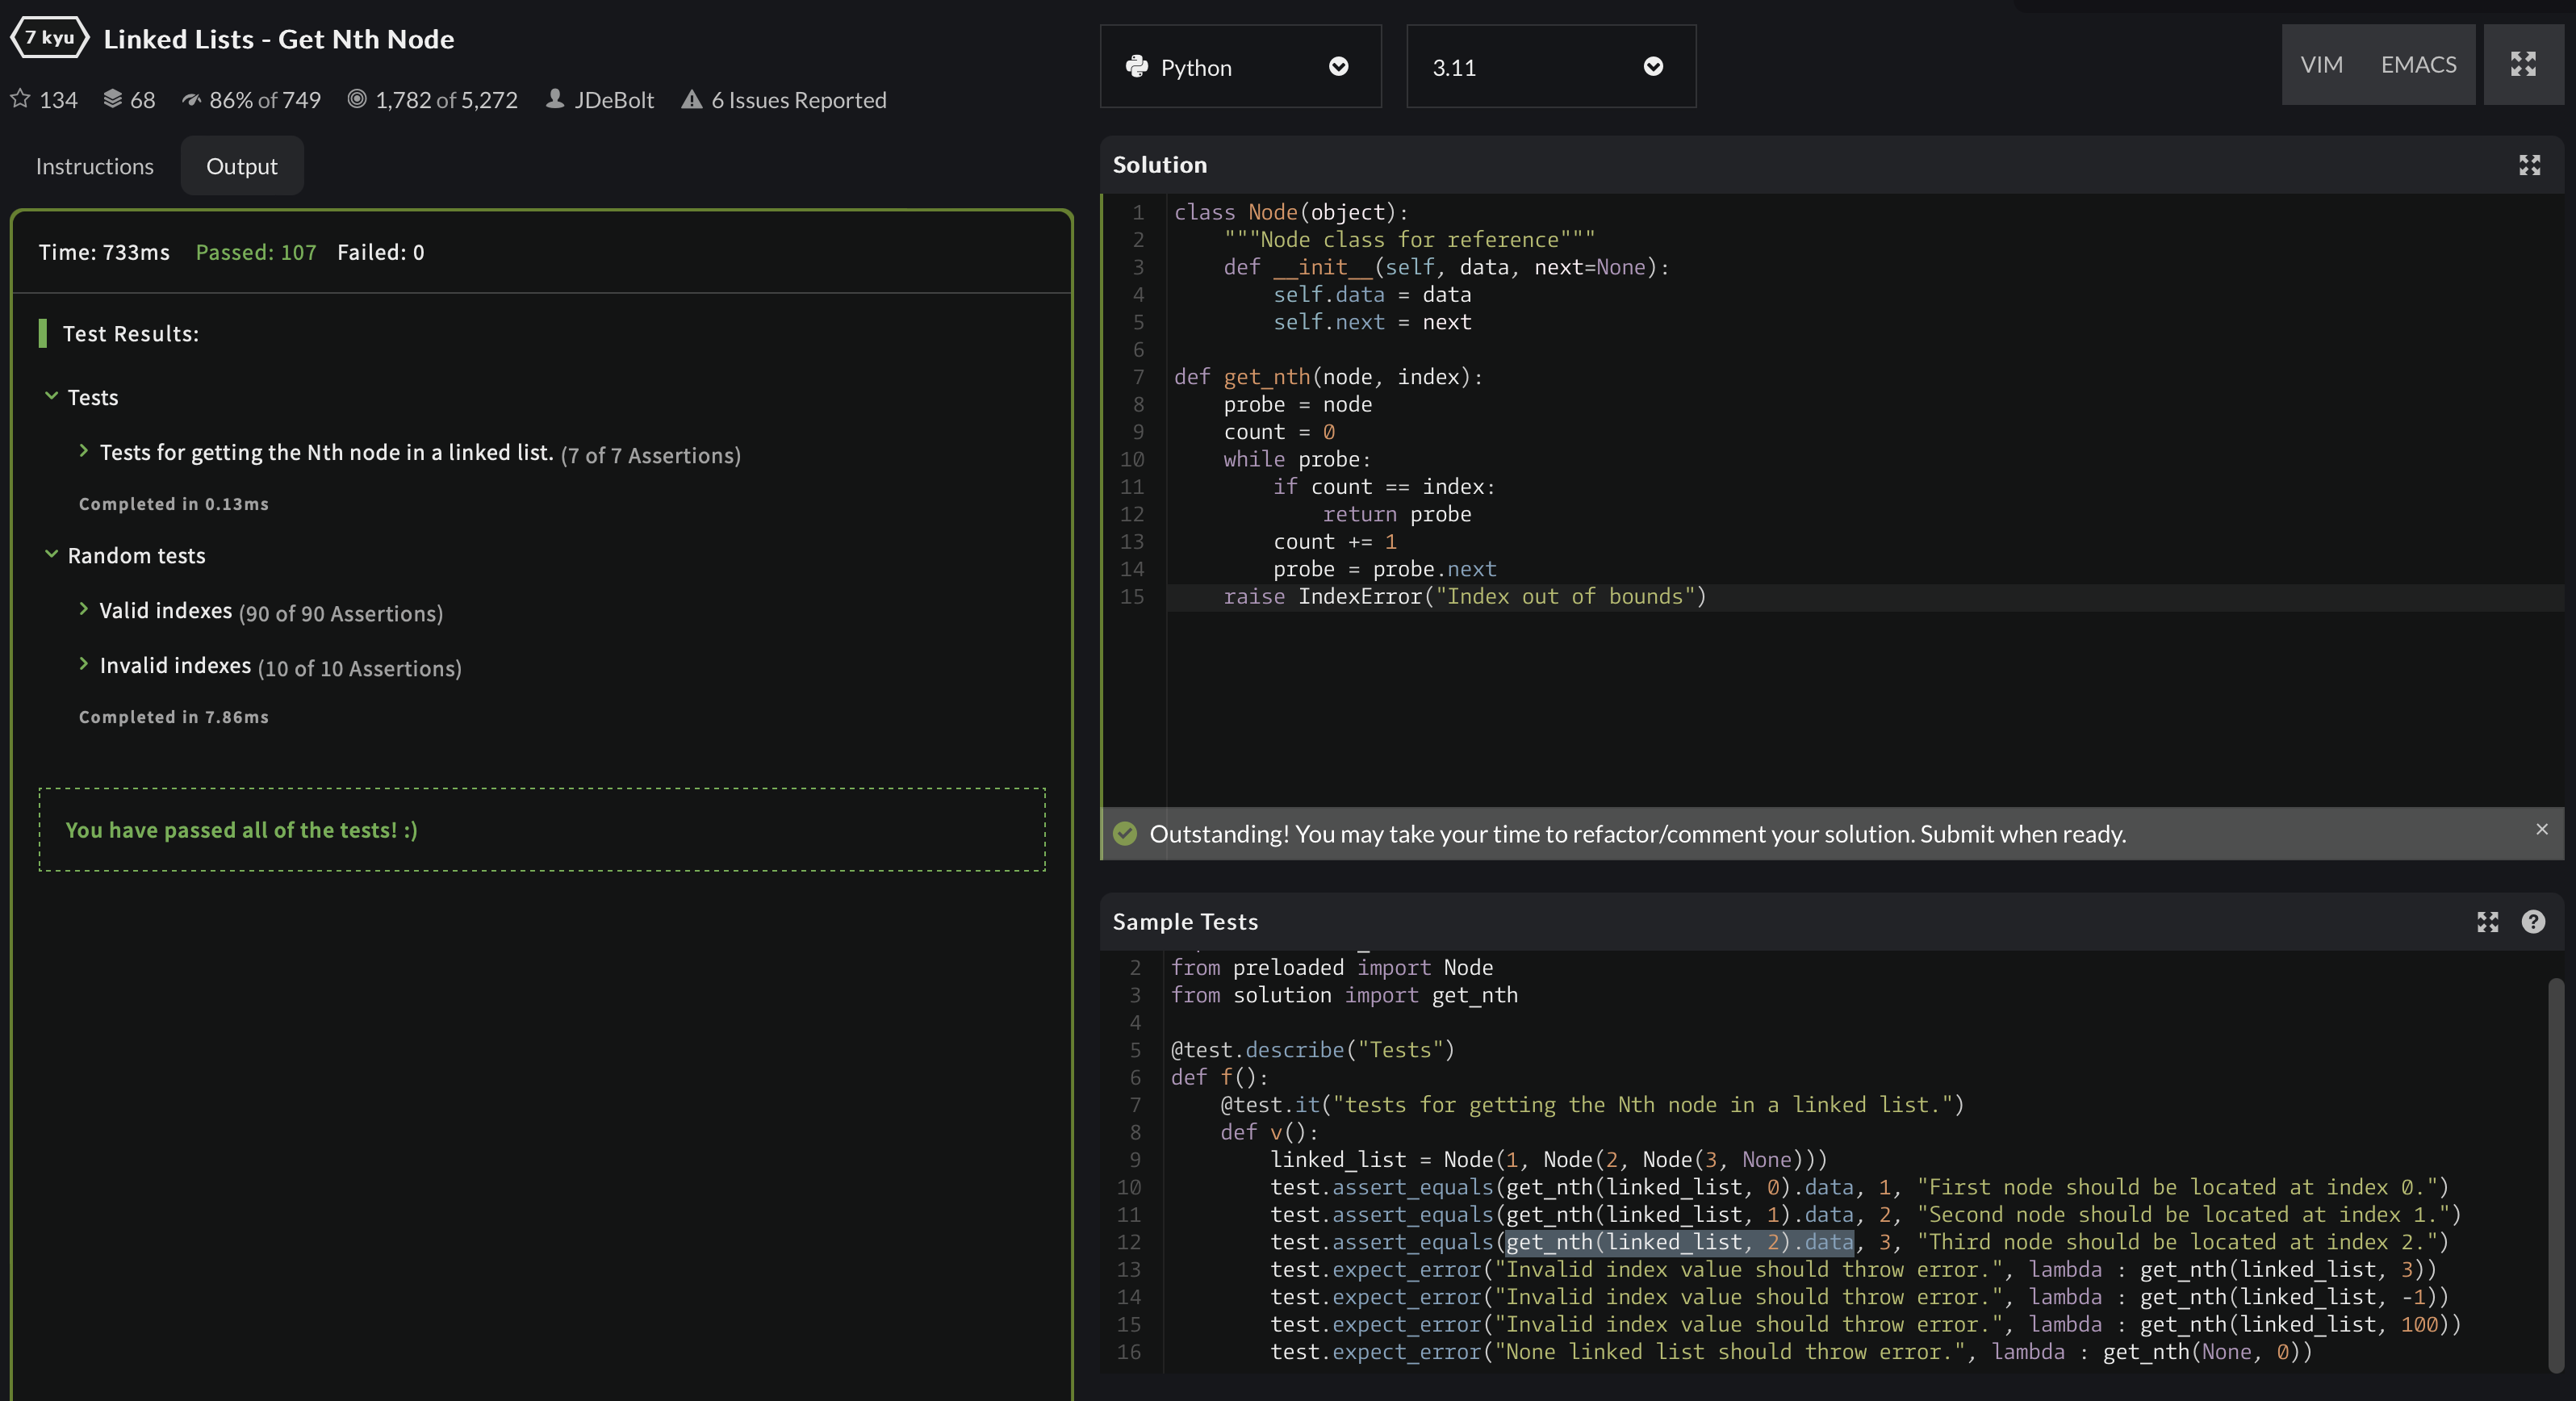 7 kyu Linked Lists - Get Nth Node
134 68 86% of 749 1,782 of 5,272 JDeBolt 6 Issues Reported
Instructions Output
Time: 733ms Passed: 107 Failed: 0
Test Results:
Tests
Tests for getting the Nth node in a linked list. (7 of 7 Assertions)
Completed in 0.13ms
Random tests
Valid indexes (90 of 90 Assertions)
Invalid indexes (10 of 10 Assertions)
Completed in 7.86ms
You have passed all of the tests! :)
Python 3.11 VIM EMACS
Solution
1 class Node(object):
2     """Node class for reference"""
3     def __init__(self, data, next=None):
4         self.data = data
5         self.next = next
6
7 def get_nth(node, index):
8     probe = node
9     count = 0
10     while probe:
11         if count == index:
12             return probe
13         count += 1
14         probe = probe.next
15     raise IndexError("Index out of bounds")
Outstanding! You may take your time to refactor/comment your solution. Submit when ready. ×
Sample Tests ?
2 from preloaded import Node
3 from solution import get_nth
4
5 @test.describe("Tests")
6 def f():
7     @test.it("tests for getting the Nth node in a linked list.")
8     def v():
9         linked_list = Node(1, Node(2, Node(3, None)))
10         test.assert_equals(get_nth(linked_list, 0).data, 1, "First node should be located at index 0.")
11         test.assert_equals(get_nth(linked_list, 1).data, 2, "Second node should be located at index 1.")
12         test.assert_equals(get_nth(linked_list, 2).data, 3, "Third node should be located at index 2.")
13         test.expect_error("Invalid index value should throw error.", lambda : get_nth(linked_list, 3))
14         test.expect_error("Invalid index value should throw error.", lambda : get_nth(linked_list, -1))
15         test.expect_error("Invalid index value should throw error.", lambda : get_nth(linked_list, 100))
16         test.expect_error("None linked list should throw error.", lambda : get_nth(None, 0))